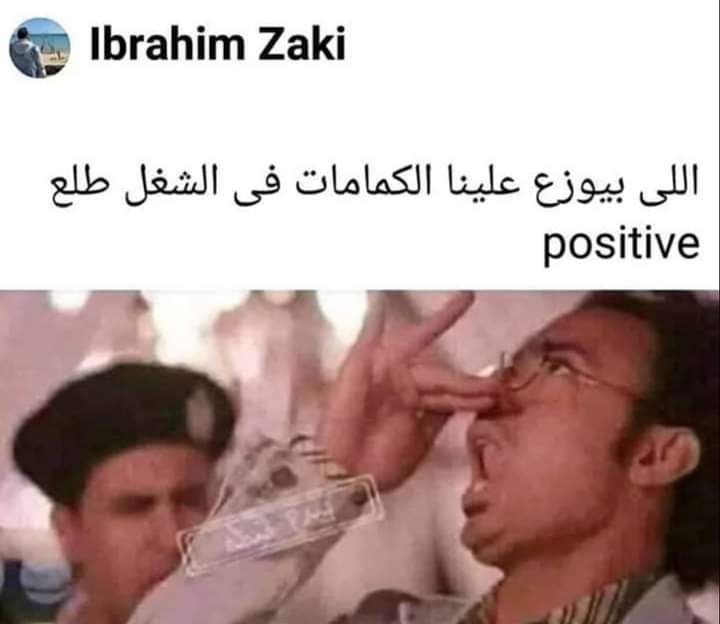 Ibrahim Zaki
اللى بيوزع علينا الكمامات فى الشغل طلع
positive